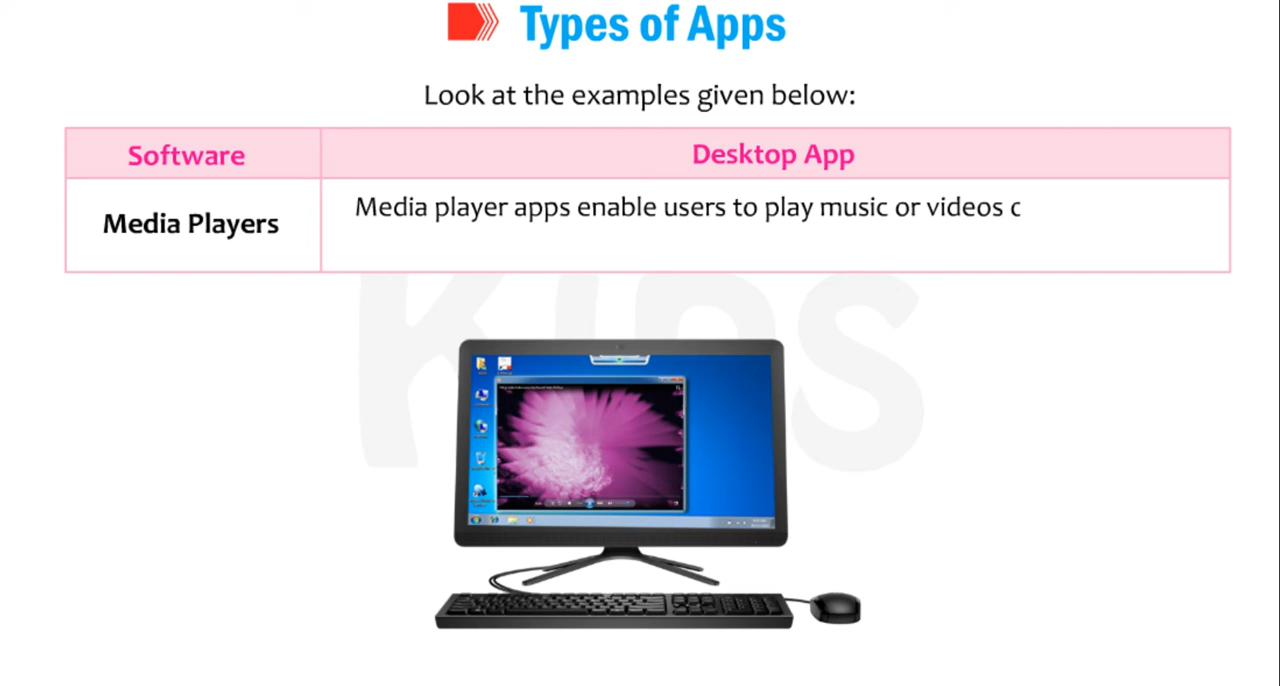 Types of Apps
Look at the examples given below:
Software
Desktop App
Media Players
Media player apps enable users to play music or videos c
Kips